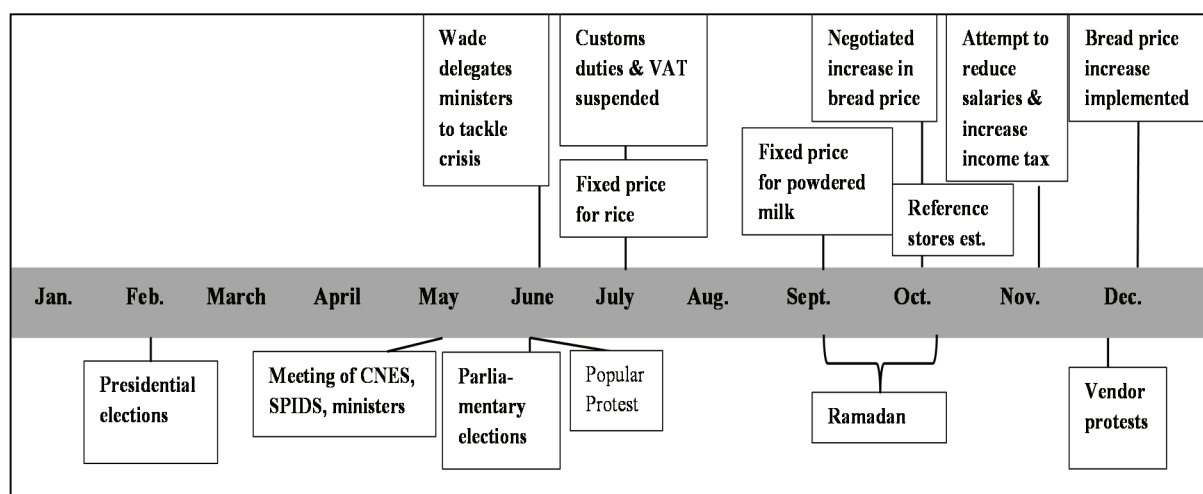 Wade
delegates
ministers
to tackle
crisis
Customs
duties & VAT
suspended
Fixed price
for rice
Negotiated
increase in
bread price
Fixed price
for powdered
milk
Reference
stores est.
Attempt to
reduce
salaries &
increase
income tax
Bread price
increase
implemented
Jan. Feb. March April May June July Aug. Sept. Oct. Nov. Dec.
Presidential
elections
Meeting of CNES,
SPIDS, ministers
Parlia-
mentary
elections
Popular
Protest
Ramadan
Vendor
protests